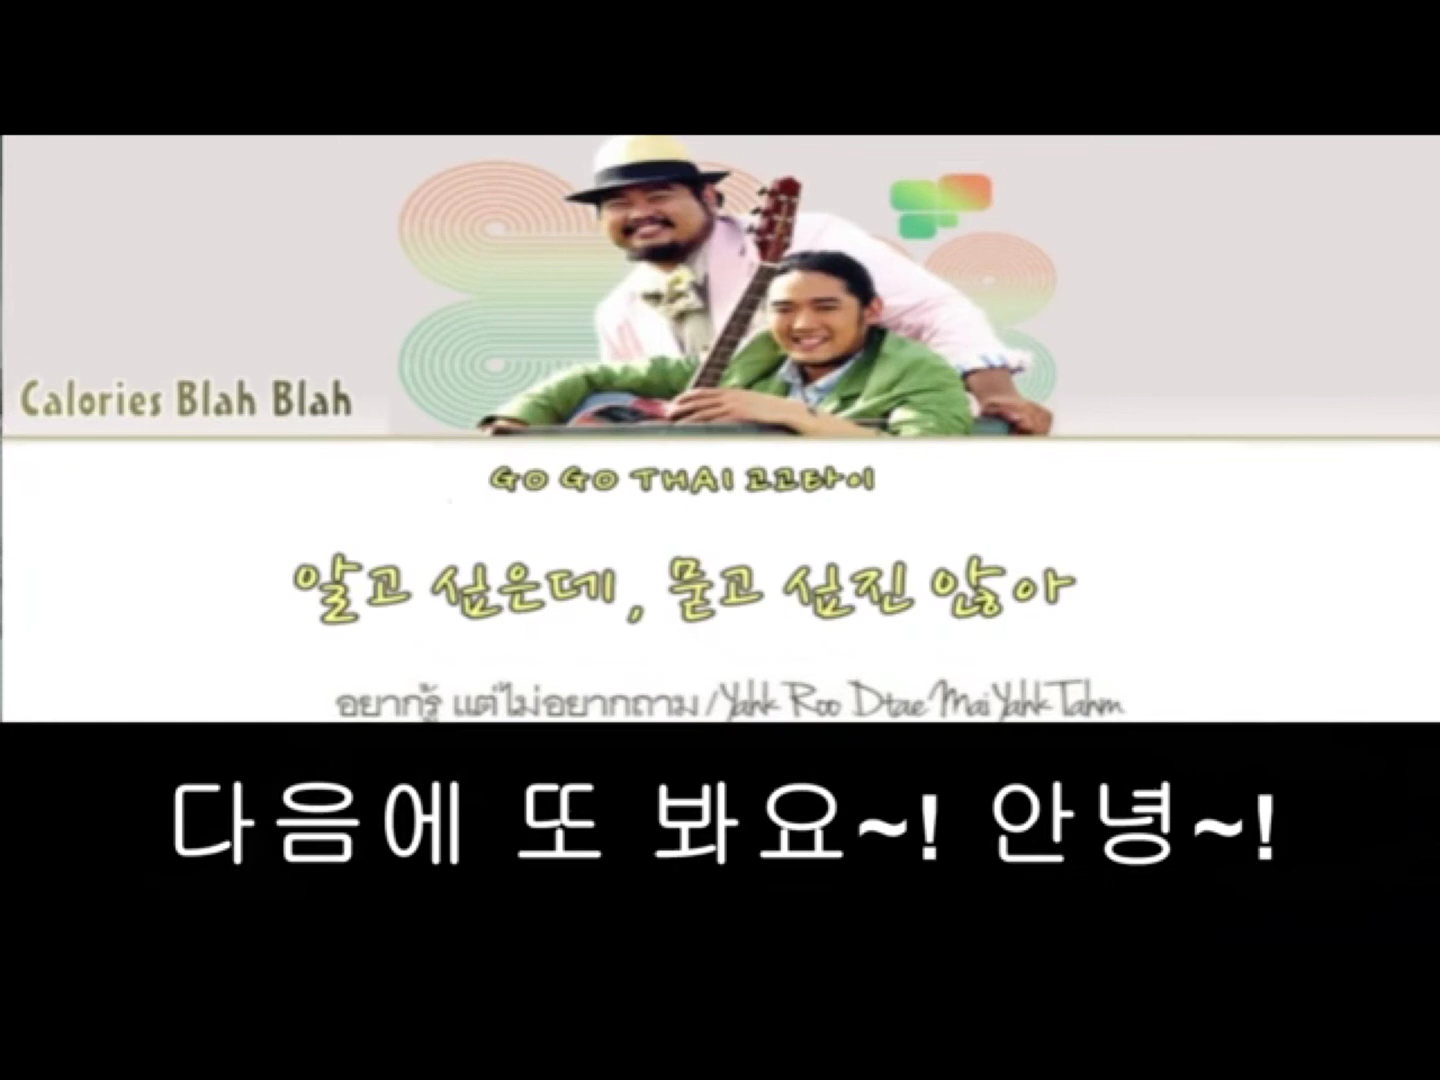 Calories Blah Blah
GO GO THAI 고고타이
알고 싶은데, 묻고 싶진 않아
อยากรู้ แต่ไม่อยากถาม / Yahk Roo Dtae Mai Yahk Tahm
다음에 또 봐요~! 안녕~!